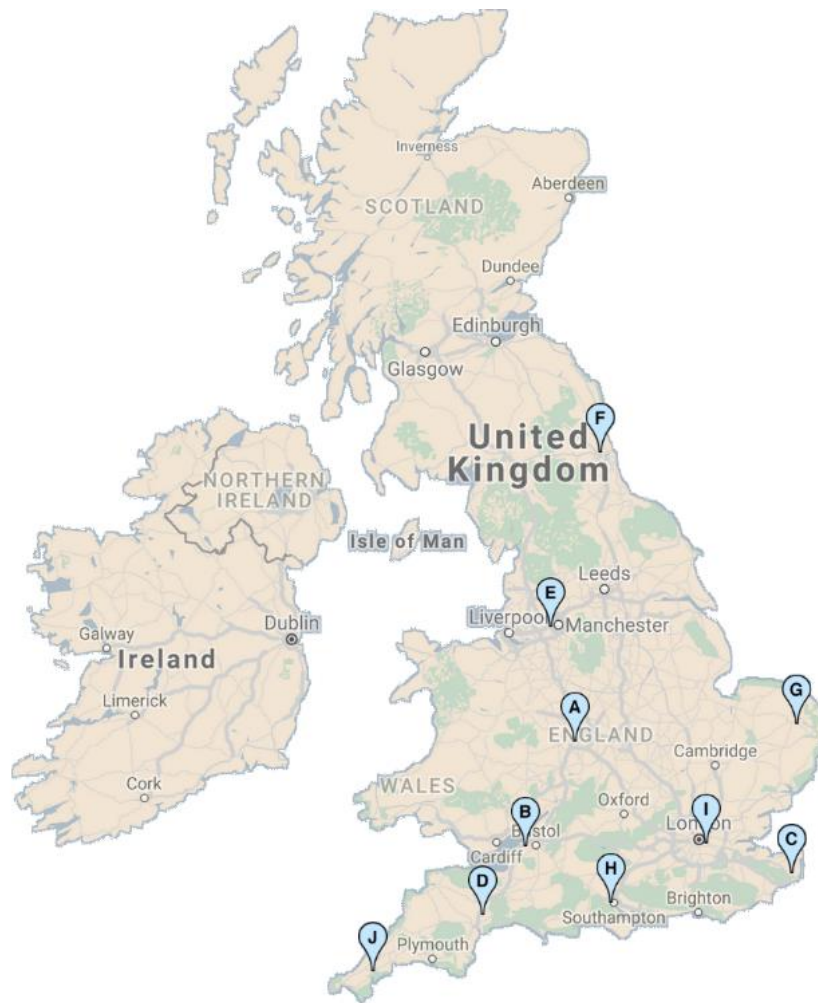 Inverness
Aberdeen
SCOTLAND
Dundee
Edinburgh
Glasgow
F
United
Kingdom
NORTHERN
IRELAND
Isle of Man
Leeds
E
Liverpool
Manchester
Dublin
Galway
Ireland
G
Limerick
A
ENGLAND
Cambridge
Cork
WALES
B
Oxford
I
London
Bristol
Cardiff
C
H
D
Brighton
Southampton
J
Plymouth